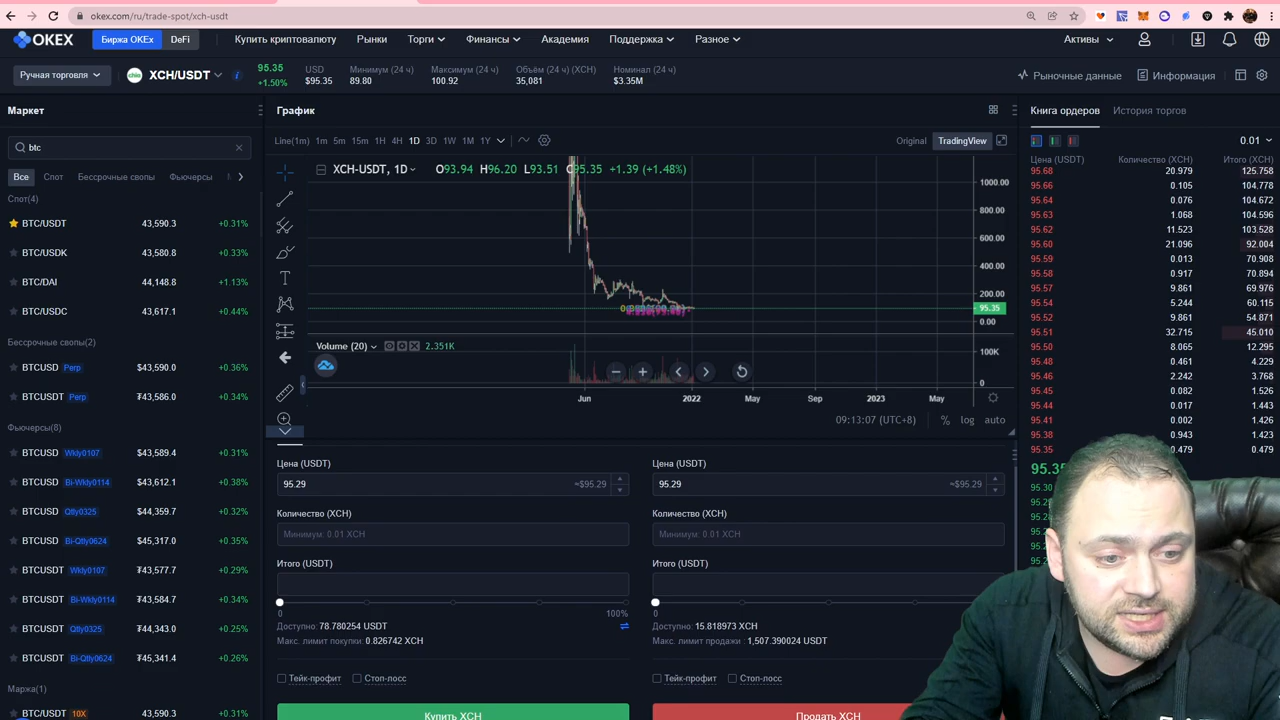 okex.com/ru/trade-spot/xch-usdt
OKEX
Биржа OKEx
DeFi
Купить криптовалюту
Рынки
Торги
Финансы
Академия
Поддержка
Разное
Активы
Ручная торговля
XCH/USDT
95.35
+1.50%
USD
$95.35
Минимум (24 ч)
89.80
Максимум (24 ч)
100.92
Объём (24 ч) (XCH)
35,081
Номинал (24 ч)
$3.35M
Рыночные данные
Информация
Маркет
btc
Все Спот Бессрочные свопы Фьючерсы
Спот(4)
BTC/USDT 43,590.3 +0.31%
BTC/USDK 43,580.8 +0.33%
BTC/DAI 44,148.8 +1.13%
BTC/USDC 43,617.1 +0.44%
Бессрочные свопы(2)
BTCUSD Perp $43,590.0 +0.36%
BTCUSDT Perp ₮43,586.0 +0.34%
Фьючерсы(8)
BTCUSD Wkly0107 $43,589.4 +0.31%
BTCUSD Bi-Wkly0114 $43,612.1 +0.38%
BTCUSD Qtly0325 $44,359.7 +0.32%
BTCUSD Bi-Qtly0624 $45,317.0 +0.35%
BTCUSDT Wkly0107 ₮43,577.7 +0.29%
BTCUSDT Bi-Wkly0114 ₮43,584.7 +0.34%
BTCUSDT Qtly0325 ₮44,343.0 +0.25%
BTCUSDT Bi-Qtly0624 ₮45,341.4 +0.26%
Маржа(1)
BTC/USDT 10X 43,590.3 +0.31%
График
Line(1m) 1m 5m 15m 1H 4H 1D 3D 1W 1M 1Y
Original TradingView
XCH-USDT, 1D O93.94 H96.20 L93.51 C95.35 +1.39 (+1.48%)
1000.00
800.00
600.00
400.00
200.00
95.35
0.00
Volume (20) 2.351K
100K
0
Jun 2022 May Sep 2023 May
09:13:07 (UTC+8) % log auto
Цена (USDT)
95.29 ≈$95.29
Количество (XCH)
Минимум: 0.01 XCH
Итого (USDT)
0 100%
Доступно: 78.780254 USDT
Макс. лимит покупки: 0.826742 XCH
Тейк-профит Стоп-лосс
Купить XCH
Цена (USDT)
95.29 ≈$95.29
Количество (XCH)
Минимум: 0.01 XCH
Итого (USDT)
0
Доступно: 15.818973 XCH
Макс. лимит продажи : 1,507.390024 USDT
Тейк-профит Стоп-лосс
Продать XCH
Книга ордеров История торгов
0.01
Цена (USDT) Количество (XCH) Итого (XCH)
95.68 20.979 125.758
95.66 0.105 104.778
95.64 0.076 104.672
95.63 1.068 104.596
95.62 11.523 103.528
95.60 21.096 92.004
95.59 0.013 70.908
95.58 0.917 70.894
95.57 9.861 69.976
95.54 5.244 60.115
95.52 9.861 54.871
95.51 32.715 45.010
95.50 8.065 12.295
95.48 0.461 4.229
95.46 2.242 3.768
95.45 0.082 1.526
95.44 0.017 1.443
95.41 0.002 1.426
95.38 0.943 1.423
95.35 0.479 0.479
95.35
95.30